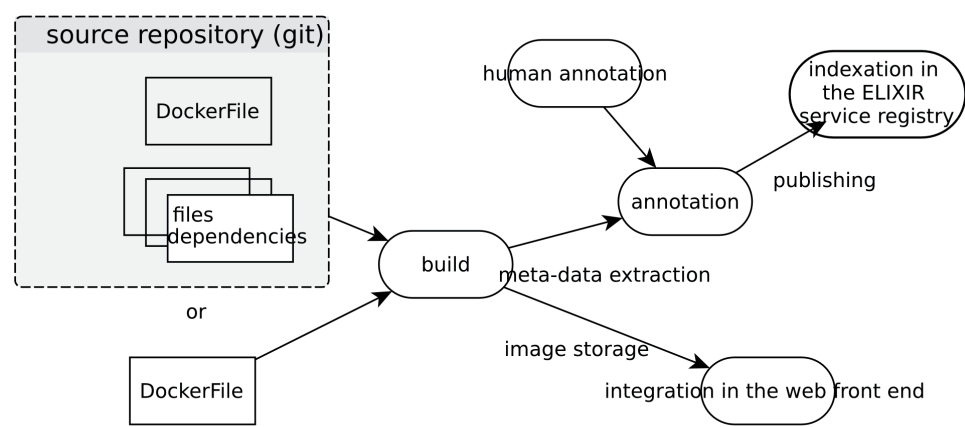 source repository (git)
DockerFile
files
dependencies
or
DockerFile
build
human annotation
annotation
indexation in
the ELIXIR
service registry
publishing
meta-data extraction
image storage
integration in the web front end